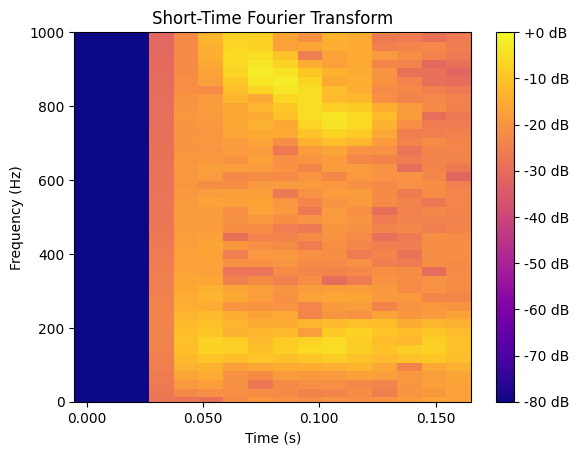 Short-Time Fourier Transform
1000
800
600
400
200
0
Frequency (Hz)
0.000
0.050
0.100
0.150
Time (s)
+0 dB
-10 dB
-20 dB
-30 dB
-40 dB
-50 dB
-60 dB
-70 dB
-80 dB